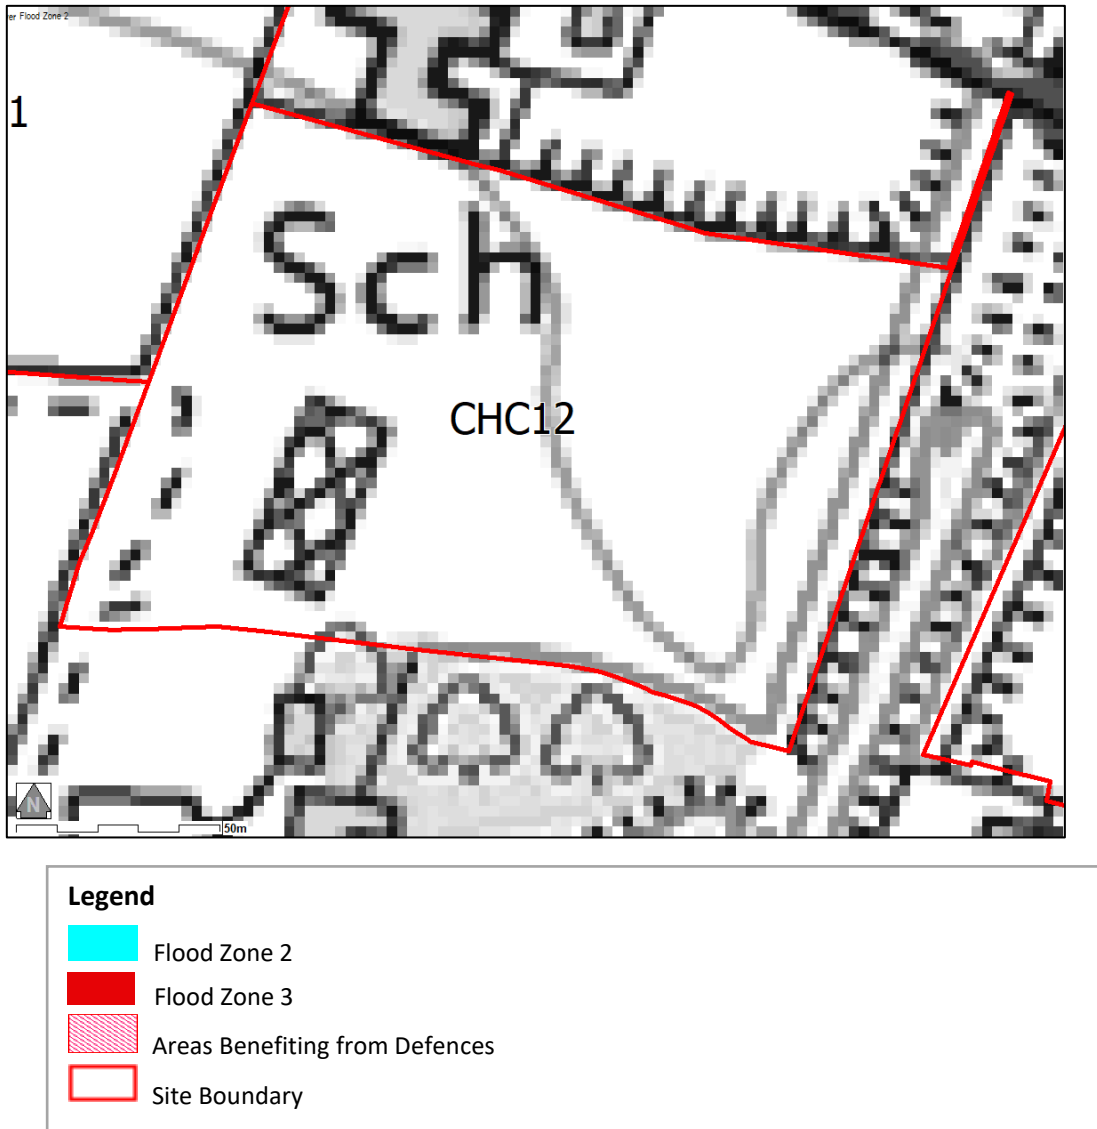 er Flood Zone 2
1
Sch
CHC12
N
50m
Legend
Flood Zone 2
Flood Zone 3
Areas Benefiting from Defences
Site Boundary